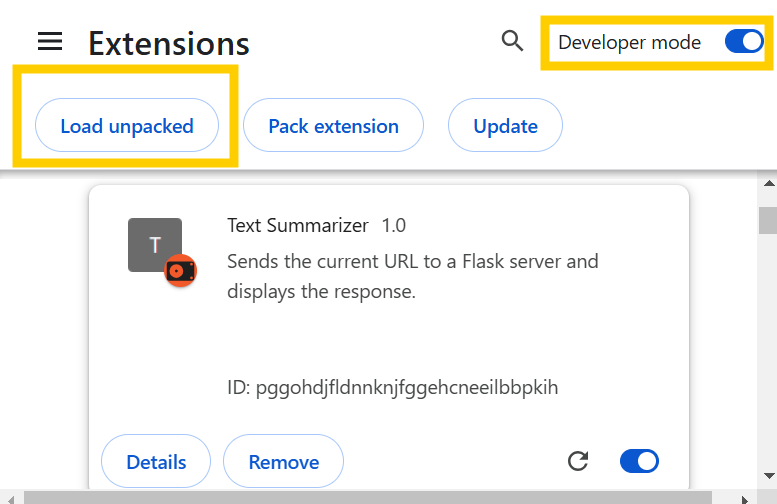 Extensions
Developer mode
Load unpacked
Pack extension
Update
Text Summarizer 1.0
T
Sends the current URL to a Flask server and
displays the response.
ID: pggohdjfldnnknjfggehcneeilbbpkih
Details
Remove